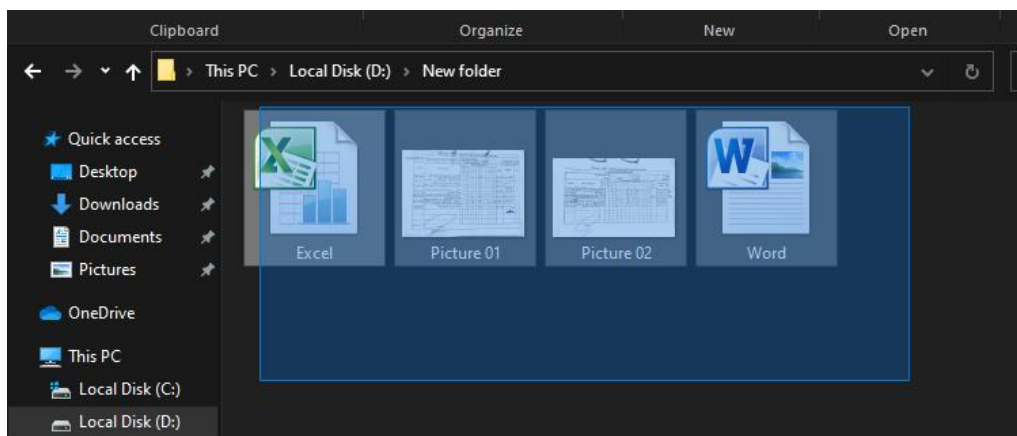 Clipboard
Organize
New
Open
This PC
Local Disk (D:)
New folder
Quick access
Desktop
Downloads
Documents
Pictures
OneDrive
This PC
Local Disk (C:)
Local Disk (D:)
Excel
Picture 01
Picture 02
W
Word